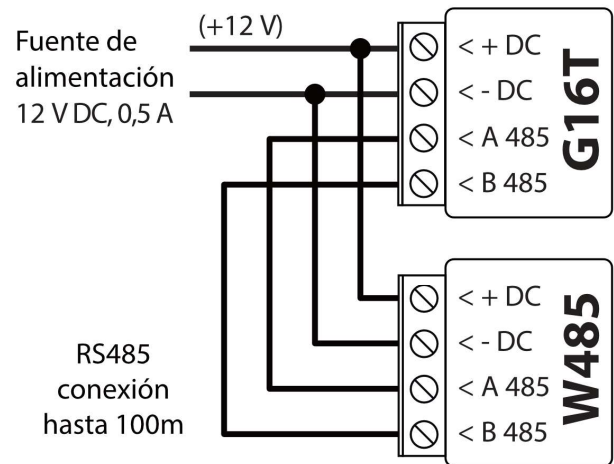 (+12 V)
Fuente de
alimentación
12 V DC, 0,5 A
< + DC
< - DC
< A 485
< B 485
G16T
< + DC
< - DC
< A 485
< B 485
W485
RS485
conexión
hasta 100m